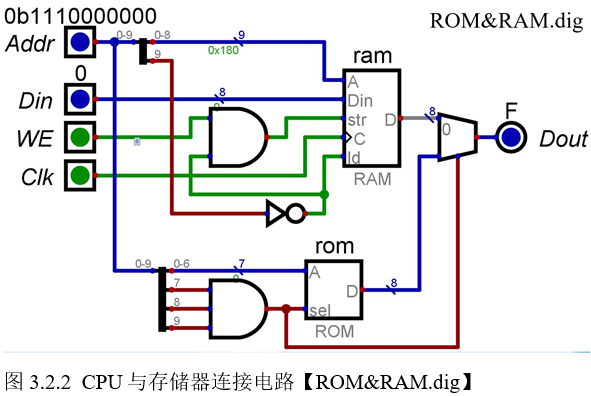 0b1110000000
ROM&RAM.dig
Addr
0-9
0-8
9
9
0x180
ram
0
Din
8
0
A
Din
str
C
ld
D
RAM
8
0
F
Dout
WE
Clk
rom
0-9
0-6
7
7
0
8
9
A
D
sel
ROM
8
图 3.2.2 CPU 与存储器连接电路【ROM&RAM.dig】